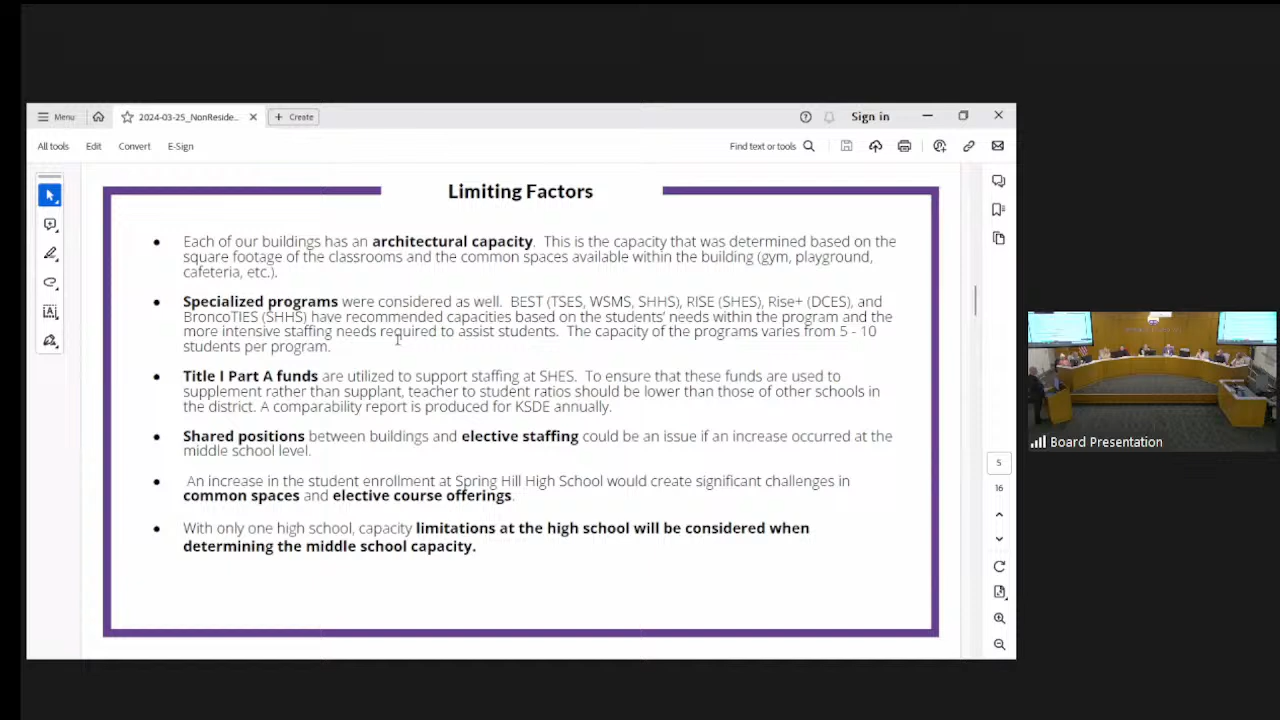 Menu
2024-03-25_NonReside...
Create
Sign in
All tools
Edit
Convert
E-Sign
Find text or tools
Limiting Factors
Each of our buildings has an architectural capacity. This is the capacity that was determined based on the
square footage of the classrooms and the common spaces available within the building (gym, playground,
cafeteria, etc.).
Specialized programs were considered as well. BEST (TSES, WSMS, SHHS), RISE (SHES), Rise+ (DCES), and
BroncoTIES (SHHS) have recommended capacities based on the students' needs within the program and the
more intensive staffing needs required to assist students. The capacity of the programs varies from 5 - 10
students per program.
Title I Part A funds are utilized to support staffing at SHES. To ensure that these funds are used to
supplement rather than supplant, teacher to student ratios should be lower than those of other schools in
the district. A comparability report is produced for KSDE annually.
Shared positions between buildings and elective staffing could be an issue if an increase occurred at the
middle school level.
An increase in the student enrollment at Spring Hill High School would create significant challenges in
common spaces and elective course offerings.
With only one high school, capacity limitations at the high school will be considered when
determining the middle school capacity.
5
16
Board Presentation